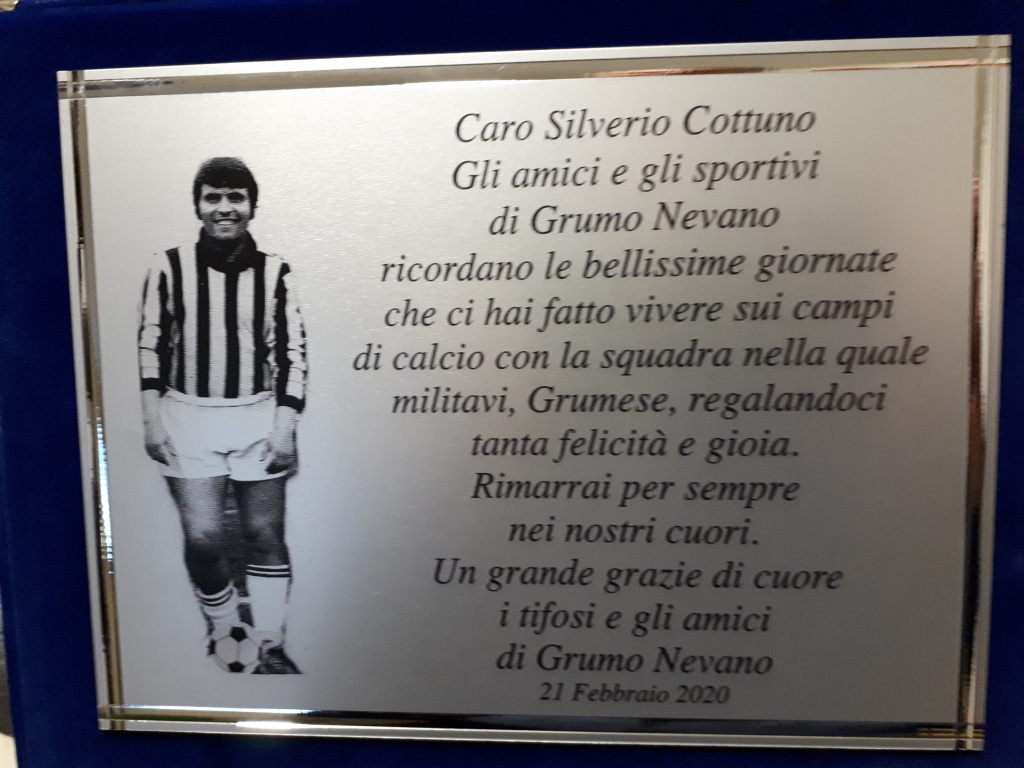 Caro Silverio Cottuno
Gli amici e gli sportivi
di Grumo Nevano
ricordano le bellissime giornate
che ci hai fatto vivere sui campi
di calcio con la squadra nella quale
militavi, Grumese, regalandoci
tanta felicità e gioia.
Rimarrai per sempre
nei nostri cuori.
Un grande grazie di cuore
i tifosi e gli amici
di Grumo Nevano
21 Febbraio 2020